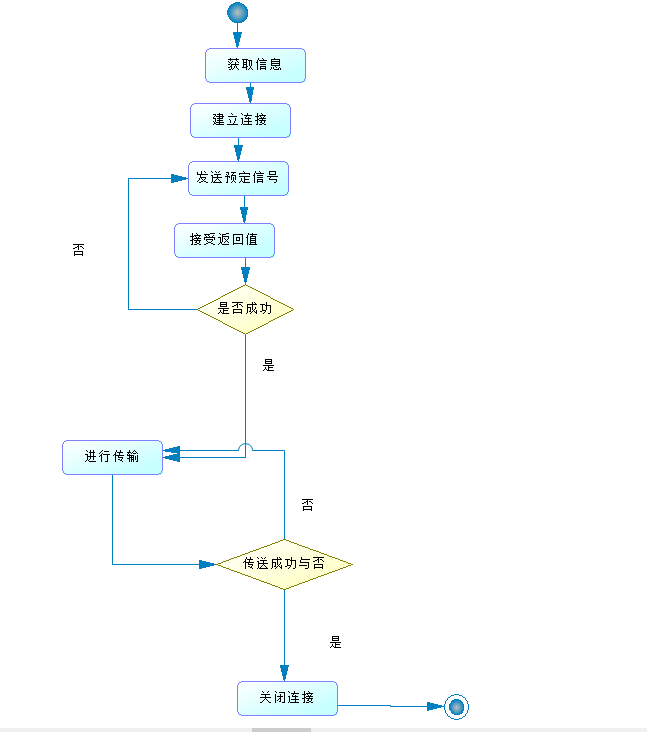 获取信息
建立连接
发送预定信号
接受返回值
否
是否成功
是
进行传输
否
传送成功与否
是
关闭连接